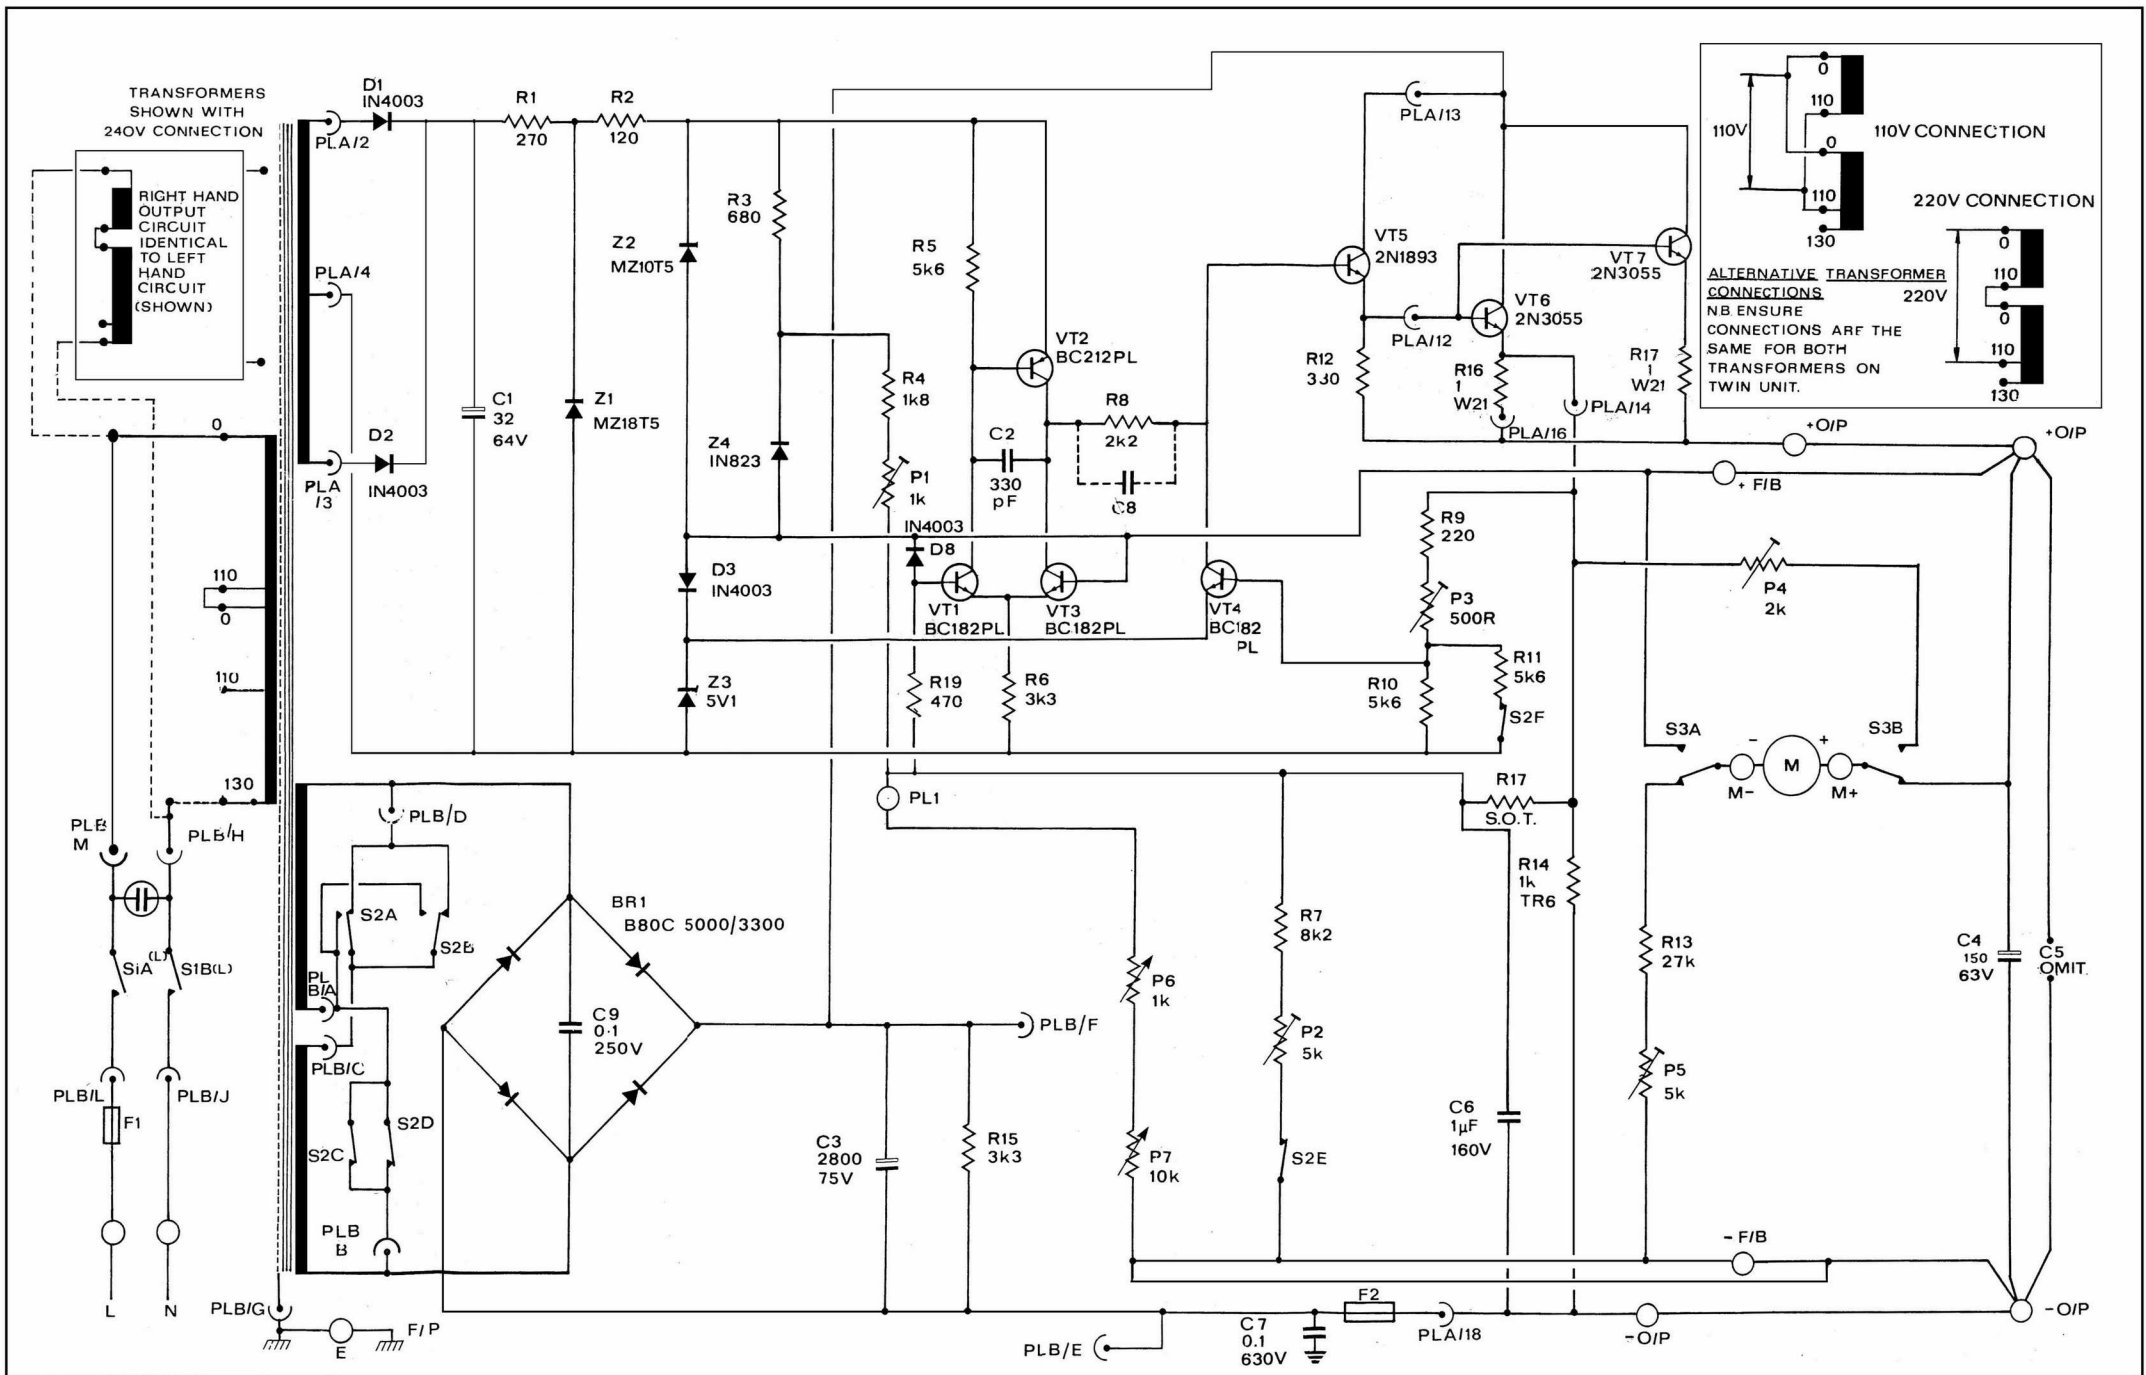 TRANSFORMERS
SHOWN WITH
240V CONNECTION
RIGHT HAND
OUTPUT
CIRCUIT
IDENTICAL
TO LEFT
HAND
CIRCUIT
(SHOWN)
D1
IN4003
PLA/2
R1
270
R2
120
PLA/4
PLA
/3
D2
IN4003
C1
32
64V
Z1
MZ18T5
Z2
MZ10T5
R3
680
Z4
IN823
R4
1k8
P1
1k
R5
5k6
VT2
BC212PL
C2
330
pF
R8
2k2
C8
IN4003
D8
D3
IN4003
VT1
BC182PL
VT3
BC182PL
VT4
BC182
PL
Z3
5V1
R19
470
R6
3k3
PLA/13
VT5
2N1893
PLA/12
VT6
2N3055
VT7
2N3055
R12
330
R16
1
W21
PLA/16
PLA/14
R17
1
W21
110V
0
110
0
110
130
110V CONNECTION
220V CONNECTION
ALTERNATIVE TRANSFORMER
CONNECTIONS
N.B. ENSURE
CONNECTIONS ARE THE
SAME FOR BOTH
TRANSFORMERS ON
TWIN UNIT.
220V
0
110
0
110
130
+O/P
+O/P
+ F/B
R9
220
P3
500R
R10
5k6
R11
5k6
S2F
P4
2k
S3A
S3B
-
+
M
M-
M+
0
110
0
110
130
PLB
M
PLB/H
S1A
(L)
S1B(L)
PLB/L
PLB/J
F1
L
N
PLB/G
E
F/P
PLB/D
S2A
S2B
PL
B/A
PLB/C
S2C
S2D
PLB
B
BR1
B80C 5000/3300
C9
0·1
250V
PL1
PLB/F
C3
2800
75V
R15
3k3
P6
1k
P7
10k
R7
8k2
P2
5k
S2E
R17
S.O.T.
R14
1k
TR6
C6
1µF
160V
R13
27k
P5
5k
C4
150
63V
C5
OMIT.
- F/B
PLB/E
C7
0.1
630V
F2
PLA/18
-O/P
-O/P